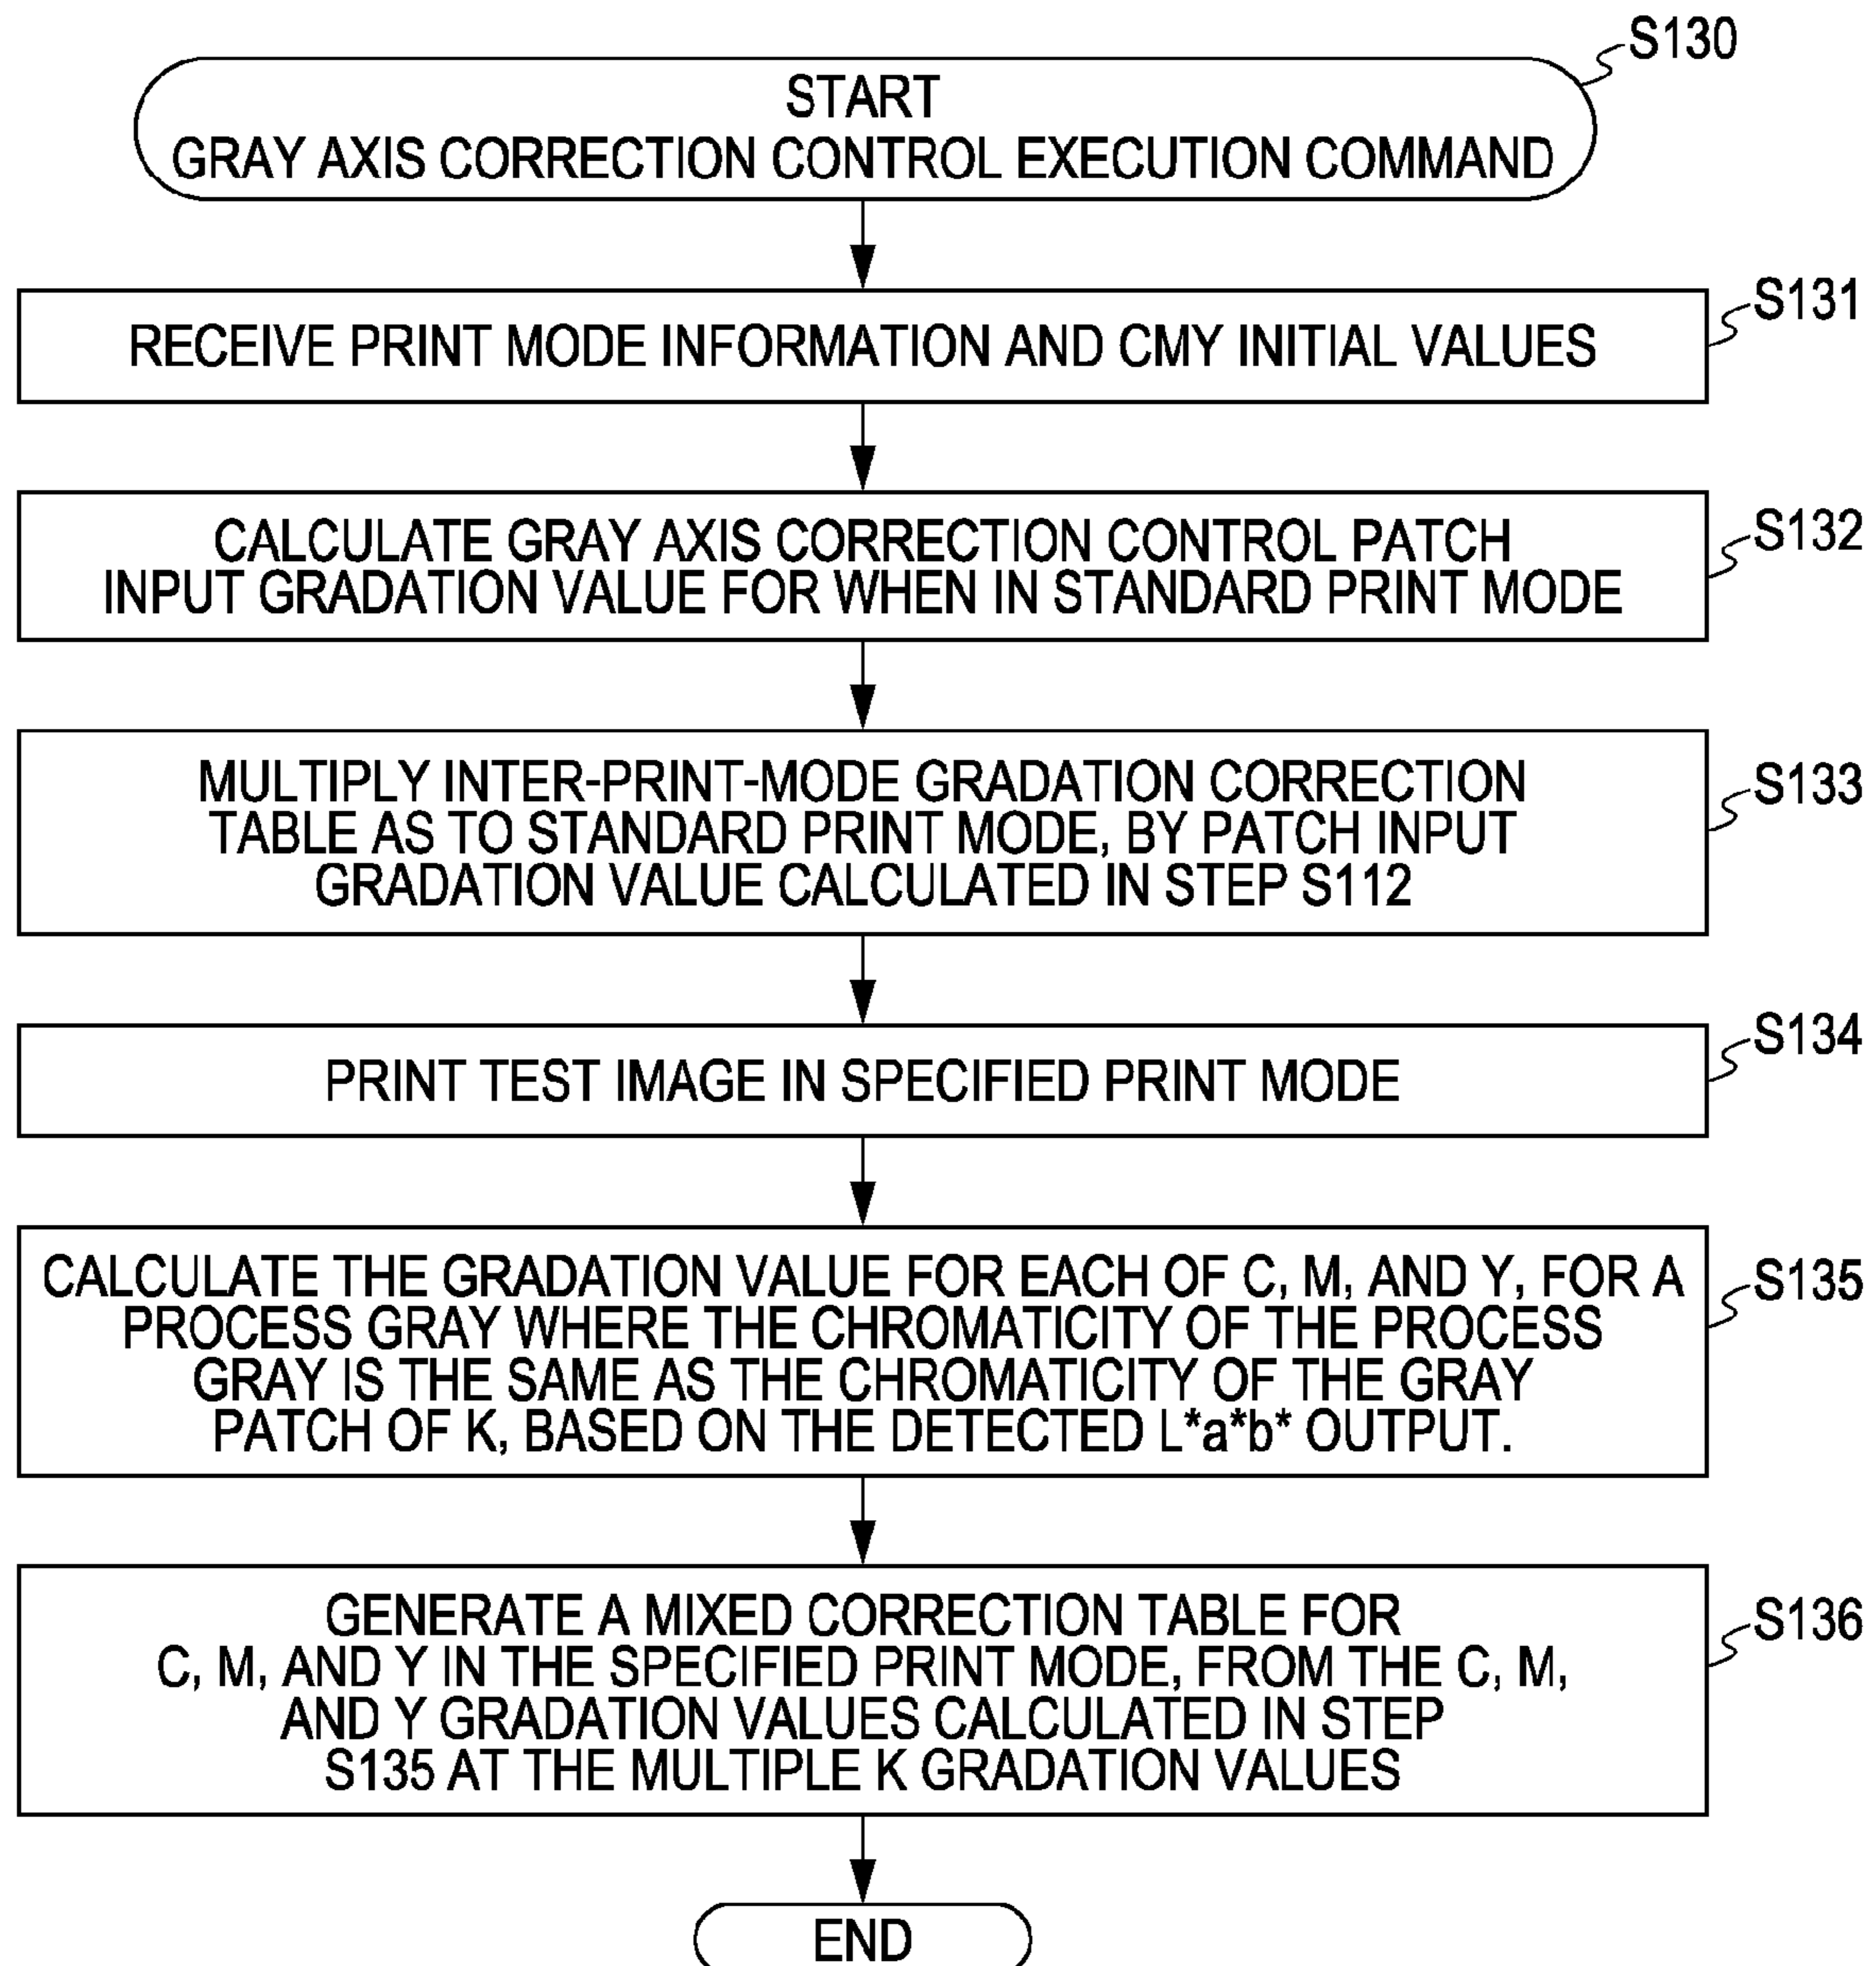 S130
START
GRAY AXIS CORRECTION CONTROL EXECUTION COMMAND
S131
RECEIVE PRINT MODE INFORMATION AND CMY INITIAL VALUES
S132
CALCULATE GRAY AXIS CORRECTION CONTROL PATCH
INPUT GRADATION VALUE FOR WHEN IN STANDARD PRINT MODE
S133
MULTIPLY INTER-PRINT-MODE GRADATION CORRECTION
TABLE AS TO STANDARD PRINT MODE, BY PATCH INPUT
GRADATION VALUE CALCULATED IN STEP S112
S134
PRINT TEST IMAGE IN SPECIFIED PRINT MODE
S135
CALCULATE THE GRADATION VALUE FOR EACH OF C, M, AND Y, FOR A
PROCESS GRAY WHERE THE CHROMATICITY OF THE PROCESS
GRAY IS THE SAME AS THE CHROMATICITY OF THE GRAY
PATCH OF K, BASED ON THE DETECTED L*a*b* OUTPUT.
S136
GENERATE A MIXED CORRECTION TABLE FOR
C, M, AND Y IN THE SPECIFIED PRINT MODE, FROM THE C, M,
AND Y GRADATION VALUES CALCULATED IN STEP
S135 AT THE MULTIPLE K GRADATION VALUES
END